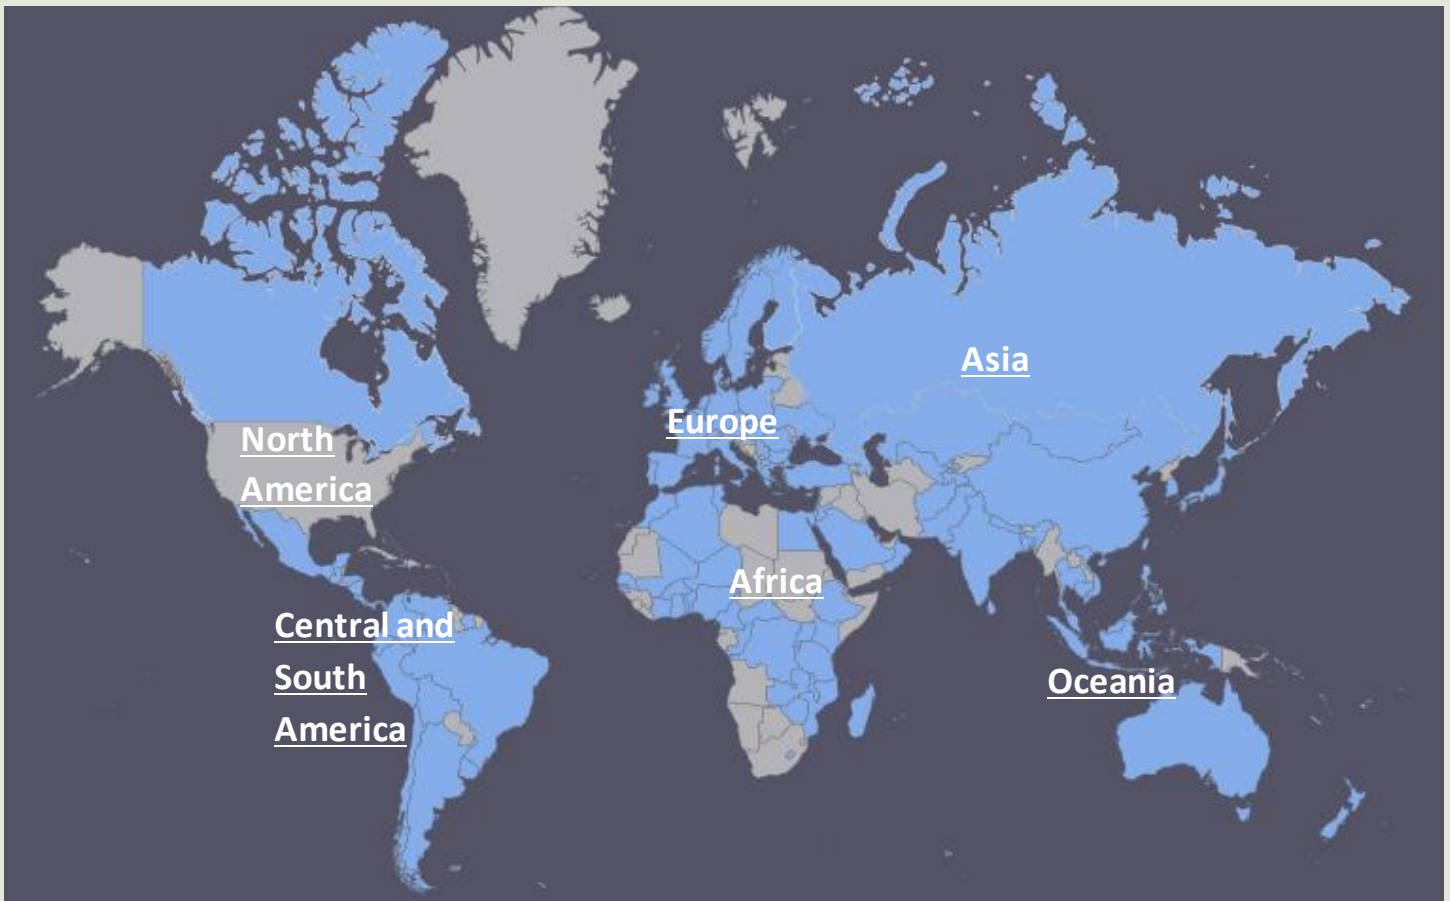 Asia
Europe
North
America
Africa
Central and
South
America
Oceania